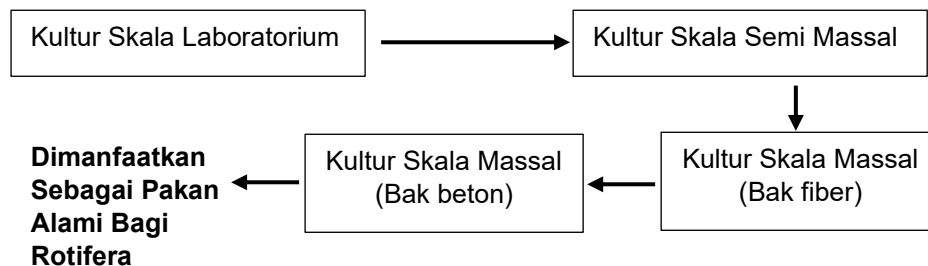 Kultur Skala Laboratorium
Kultur Skala Semi Massal
Kultur Skala Massal
(Bak fiber)
Kultur Skala Massal
(Bak beton)
Dimanfaatkan
Sebagai Pakan
Alami Bagi
Rotifera